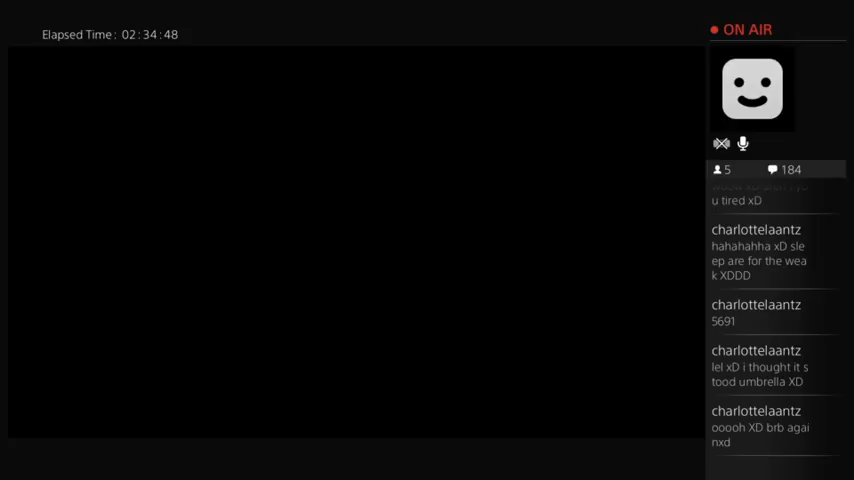 Elapsed Time: 02:34:48
ON AIR
5 184
u tired xD
charlottelaantz
hahahahha xD sle
ep are for the wea
k XDDD
charlottelaantz
5691
charlottelaantz
lel xD i thought it s
tood umbrella XD
charlottelaantz
ooooh XD brb agai
nxd